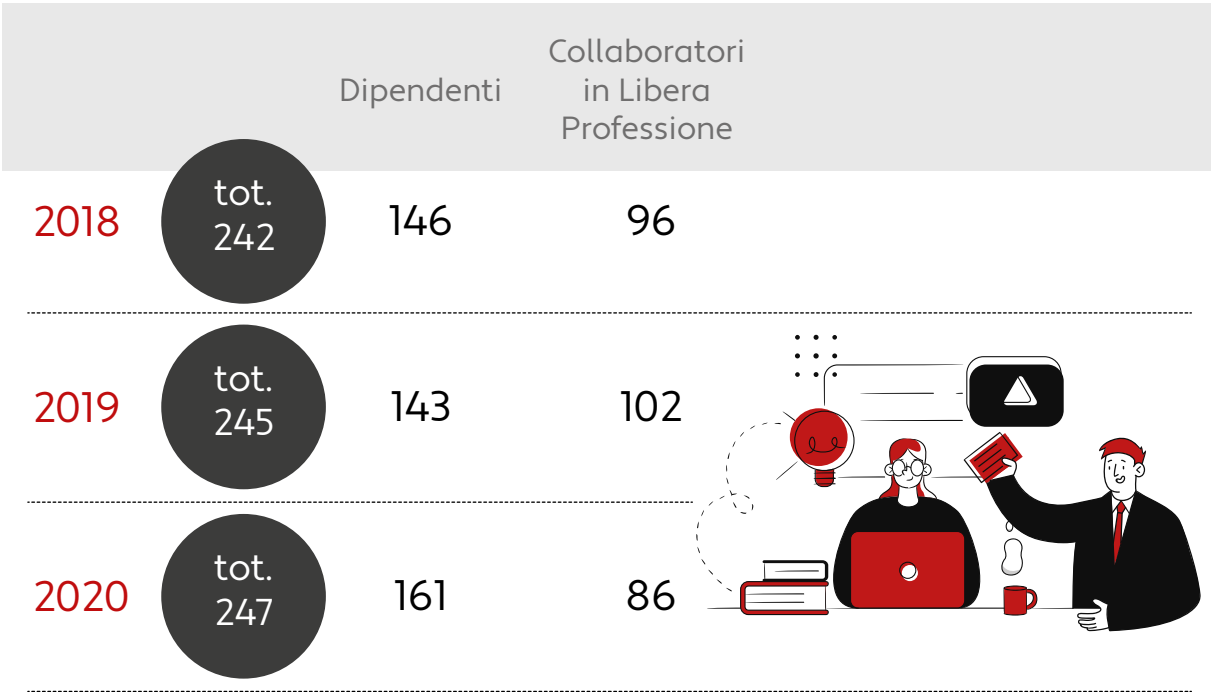 Dipendenti
Collaboratori
in Libera
Professione
2018
tot.
242
146
96
2019
tot.
245
143
102
2020
tot.
247
161
86